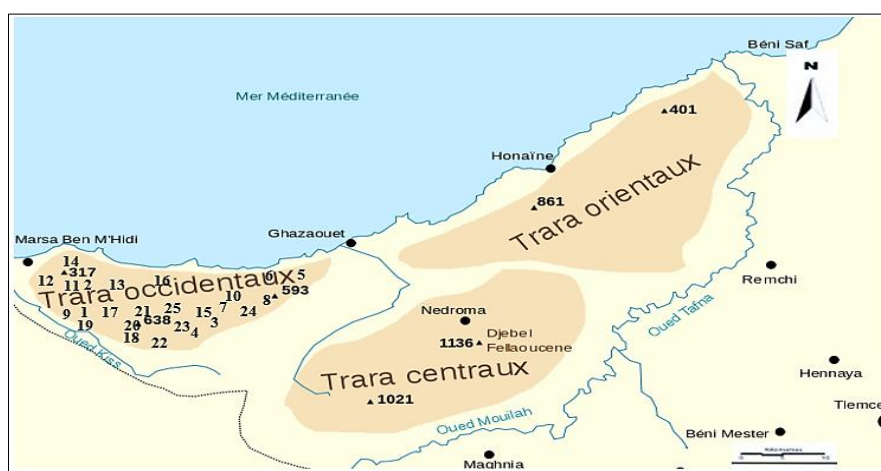 Béni Saf
N
Mer Méditerranée
401
Honaïne
861
Trara orientaux
Marsa Ben M'Hidi
Ghazaouet
14
317
12
11 2 13 16 6 5
Trara occidentaux
593
10 8
9 1 17 21 25 15 7 24
19 20 638 23 4 3
18 22
Oued Kiss
Remchi
Oued Tafna
Nedroma
1136
Djebel
Fellaoucene
Trara centraux
1021
Hennaya
Tlemce
Oued Mouilah
Béni Mester
Maghnia